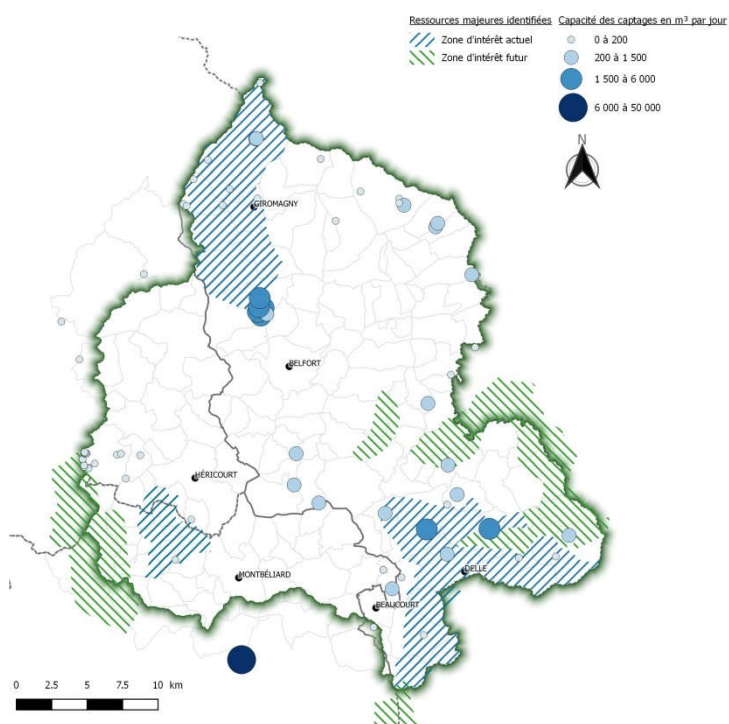 Ressources majeures identifiées
Zone d'intérêt actuel
Zone d'intérêt futur
Capacité des captages en m³ par jour
0 à 200
200 à 1 500
1 500 à 6 000
6 000 à 50 000
N
GIROMAGNY
BELFORT
HÉRICOURT
MONTBÉLIARD
DELLE
BEAUCOURT
0 2.5 5 7.5 10 km